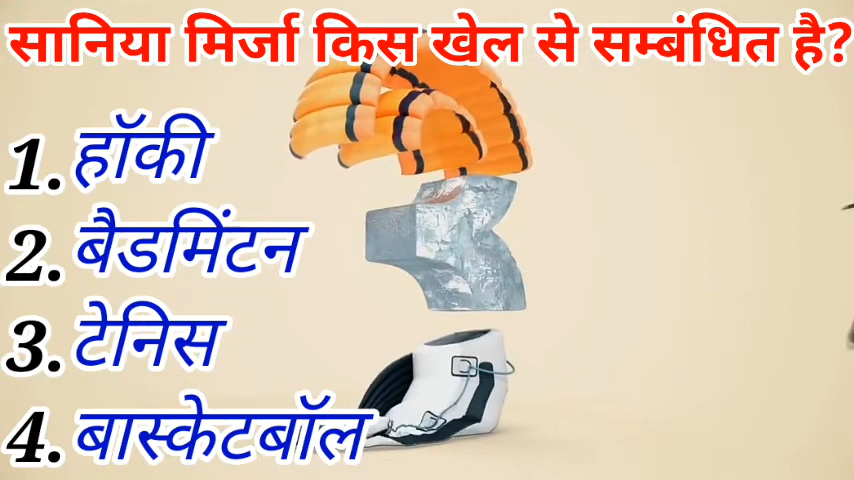 सानिया मिर्जा किस खेल से सम्बंधित है?
1. हॉकी
2. बैडमिंटन
3. टेनिस
4. बास्केटबॉल